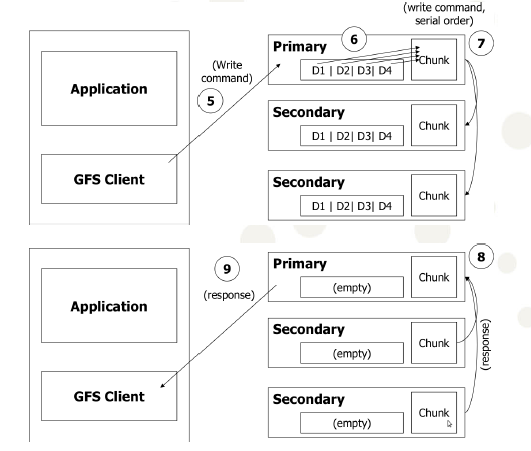 (write command,
serial order)
Application
GFS Client
(Write
command)
5
6
7
Primary
D1 | D2| D3| D4
Chunk
Secondary
D1 | D2| D3| D4
Chunk
Secondary
D1 | D2| D3| D4
Chunk
Application
GFS Client
9
(response)
8
Primary
(empty)
Chunk
Secondary
(empty)
Chunk
Secondary
(empty)
Chunk
(response)